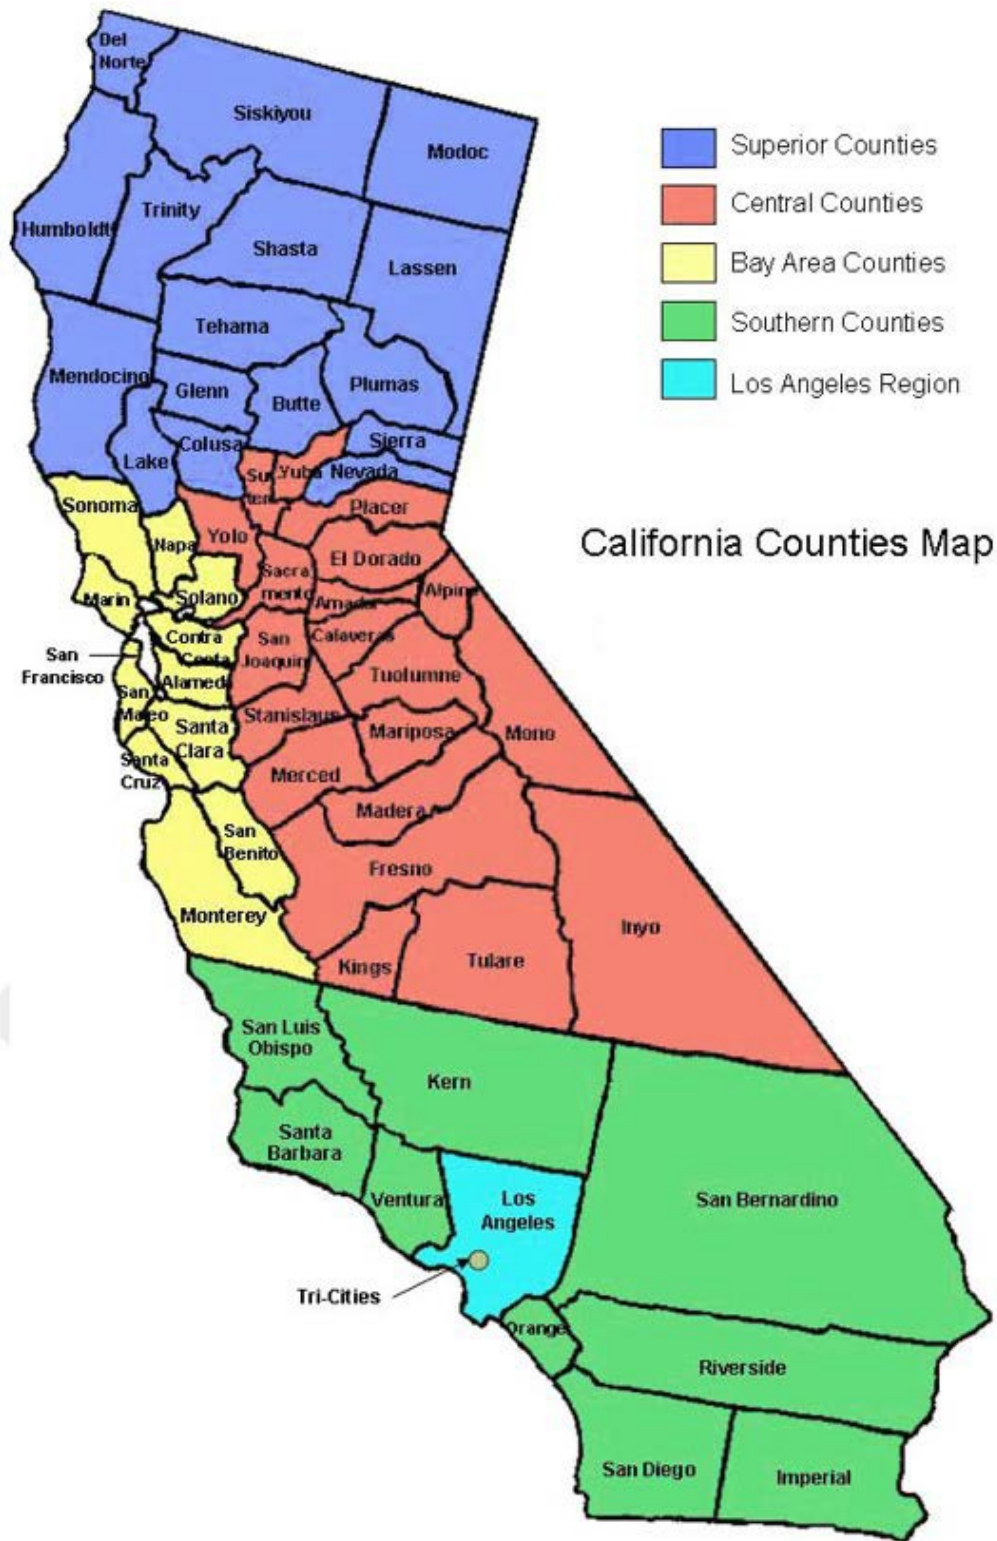 Del
Norte
Siskiyou
Modoc
Humboldt
Trinity
Shasta
Lassen
Tehama
Mendocino
Glenn
Butte
Plumas
Colusa
Lake
Sierra
Yuba
Nevada
Su
tter
Sonoma
Placer
Yolo
Napa
El Dorado
Sacra
mento
Alpine
Marin
Solano
Amador
Contra
Costa
San
Joaquin
Calaveras
San
Francisco
Alameda
Tuolumne
San
Mateo
Stanislaus
Santa
Clara
Mariposa
Mono
Santa
Cruz
Merced
Madera
San
Benito
Fresno
Monterey
Inyo
Kings
Tulare
San Luis
Obispo
Kern
Santa
Barbara
Ventura
Los
Angeles
San Bernardino
Tri-Cities
Orange
Riverside
San Diego
Imperial
Superior Counties
Central Counties
Bay Area Counties
Southern Counties
Los Angeles Region
California Counties Map